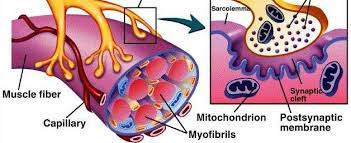 Sarcolemma
Muscle fiber
Synaptic
cleft
Capillary
Mitochondrion
Postsynaptic
membrane
Myofibrils